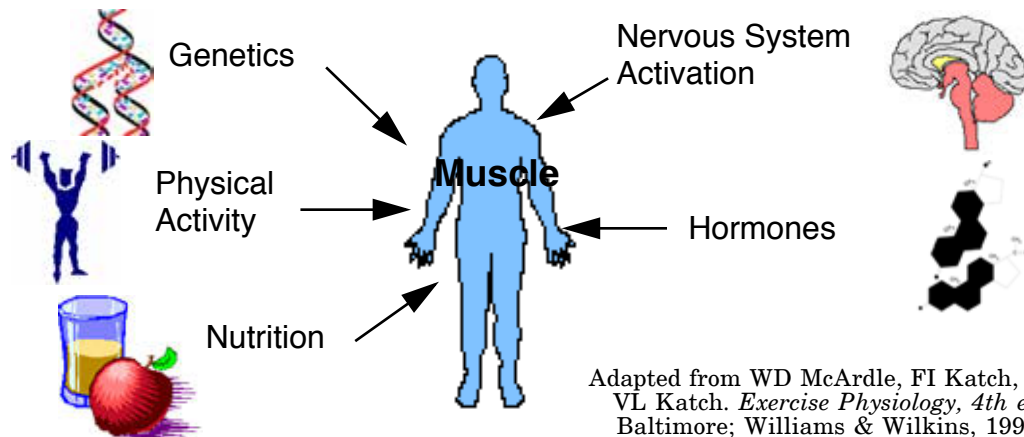 Genetics
Nervous System
Activation
Muscle
Physical
Activity
Hormones
Nutrition
Adapted from WD McArdle, FI Katch,
VL Katch. Exercise Physiology, 4th
Baltimore; Williams & Wilkins,